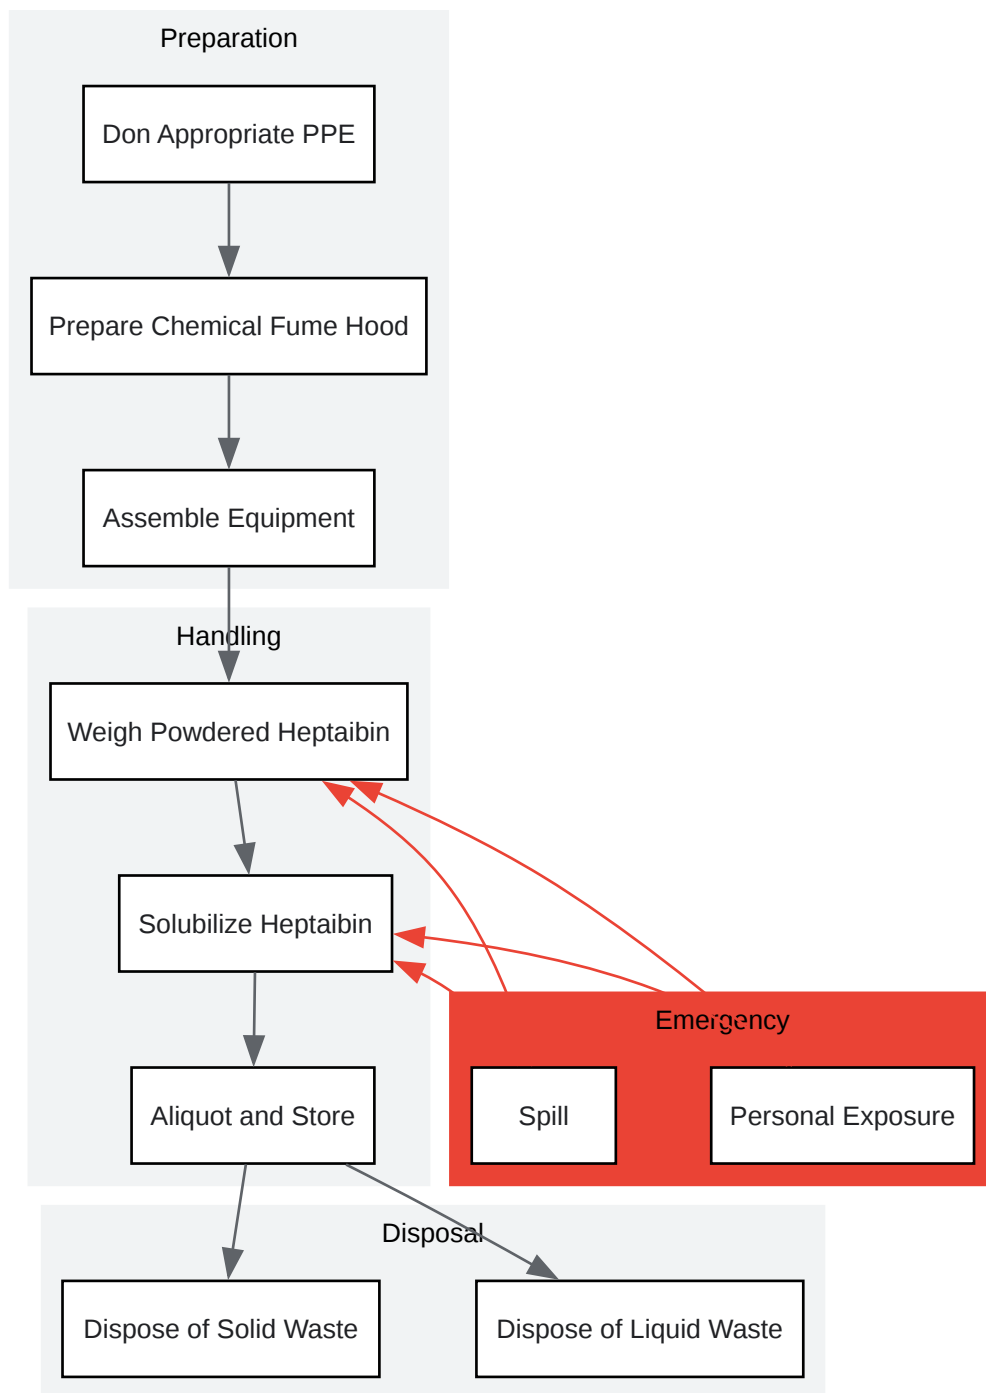 Preparation
Don Appropriate PPE
Prepare Chemical Fume Hood
Assemble Equipment
Handling
Weigh Powdered Heptaibin
Solubilize Heptaibin
Emergency
Aliquot and Store
Spill
Personal Exposure
Disposal
Dispose of Solid Waste
Dispose of Liquid Waste